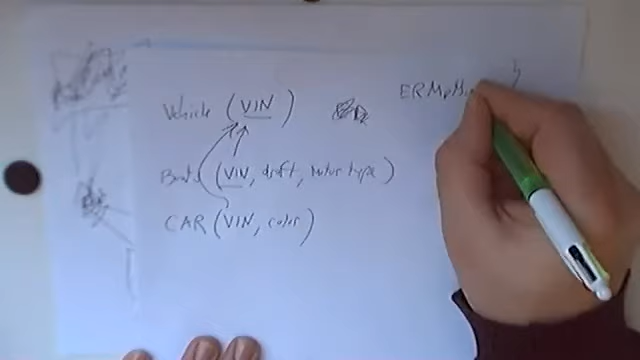 Vehicle (VIN)
Boat (VIN, draft, motor type)
CAR (VIN, color)